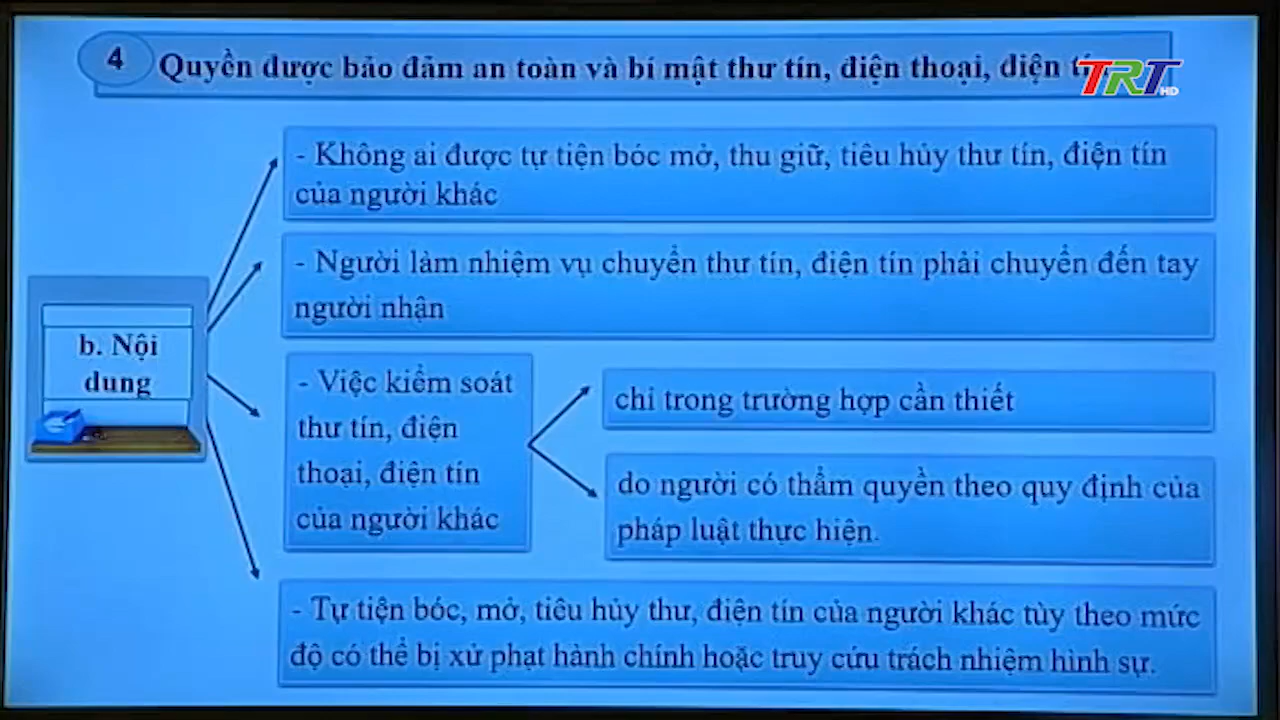 4
Quyền được bảo đảm an toàn và bí mật thư tín, điện thoại, điện
TRT HD
- Không ai được tự tiện bóc mở, thu giữ, tiêu hủy thư tín, điện tín
của người khác
- Người làm nhiệm vụ chuyển thư tín, điện tín phải chuyển đến tay
người nhận
b. Nội
dung
- Việc kiểm soát
thư tín, điện
thoại, điện tín
của người khác
chỉ trong trường hợp cần thiết
do người có thẩm quyền theo quy định của
pháp luật thực hiện.
- Tự tiện bóc, mở, tiêu hủy thư, điện tín của người khác tùy theo mức
độ có thể bị xử phạt hành chính hoặc truy cứu trách nhiệm hình sự.